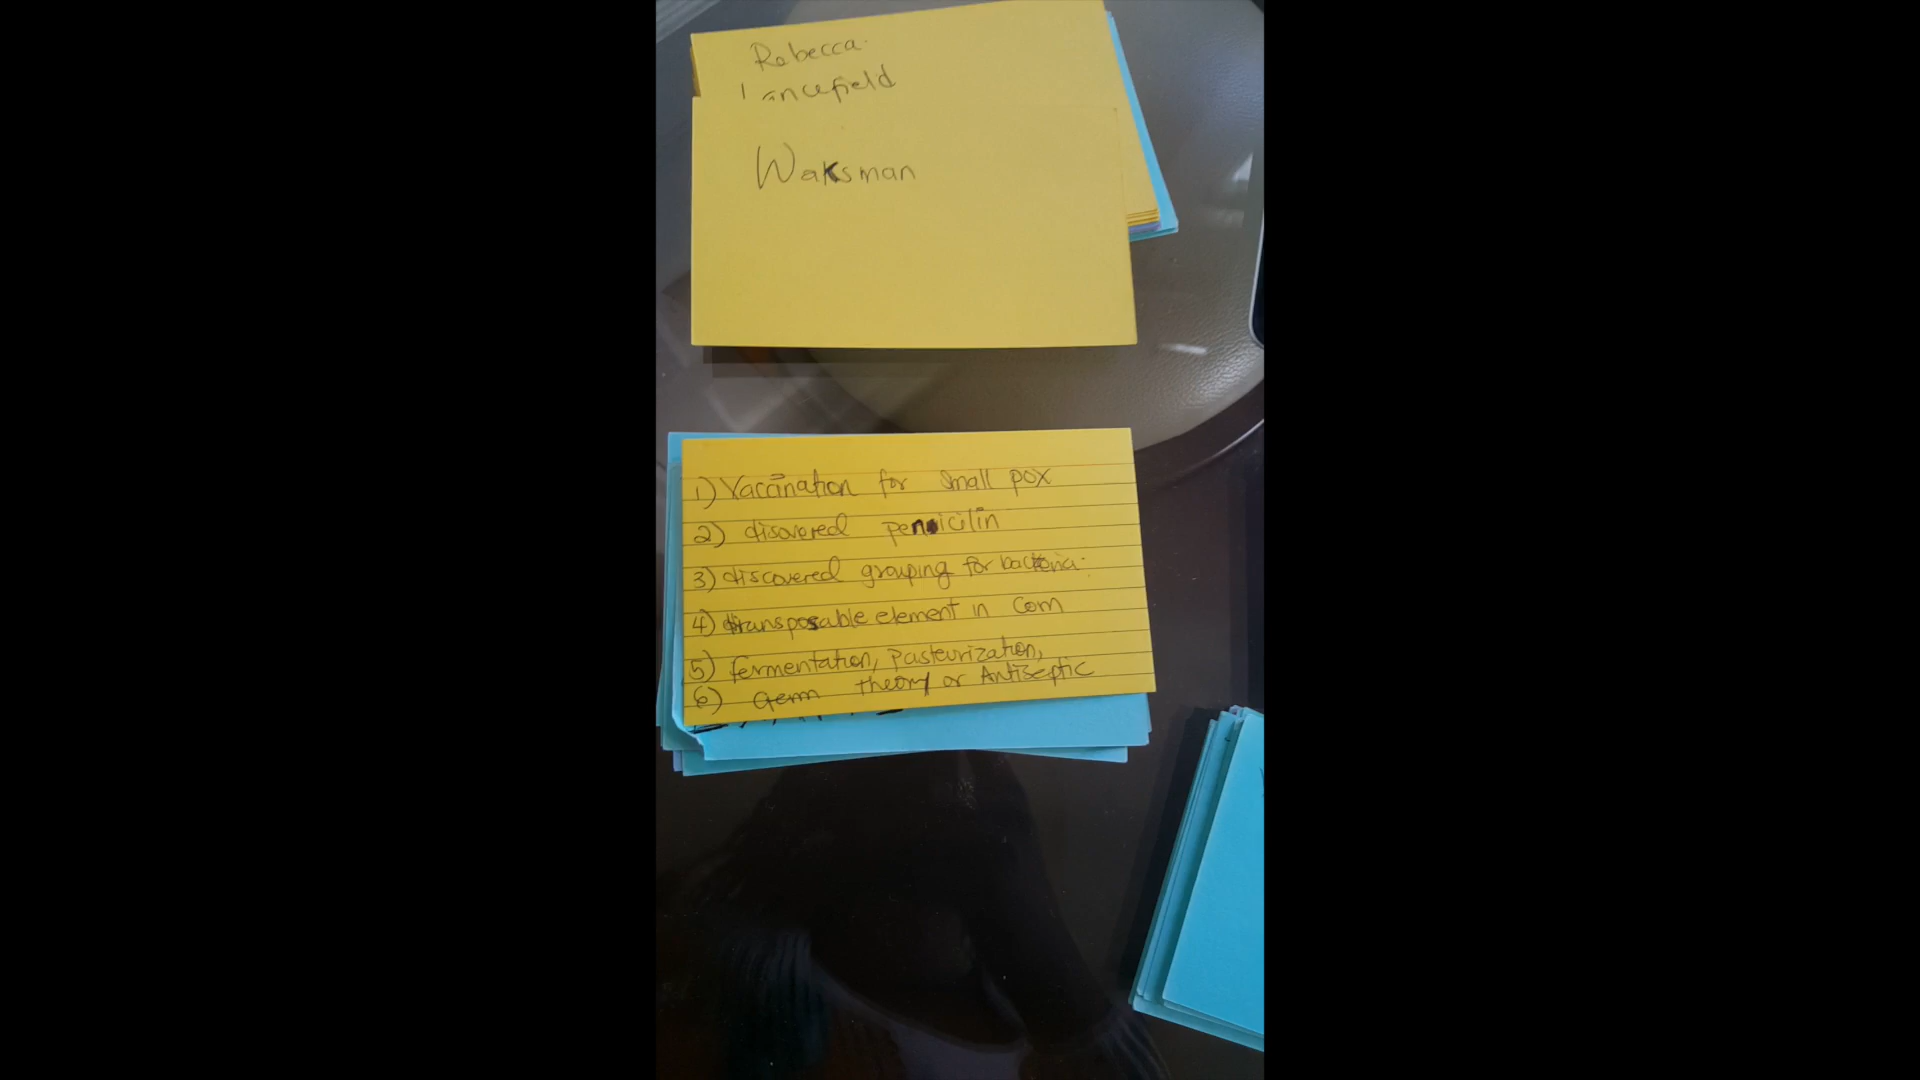 Rebecca
Lancefield
Waksman
1) Vaccination for small pox
2) disovered penicilin
3) discovered grouping for bacteria
4) transposable element in corn
5) fermentation, pasteurization,
6) Germ theory or Antiseptic